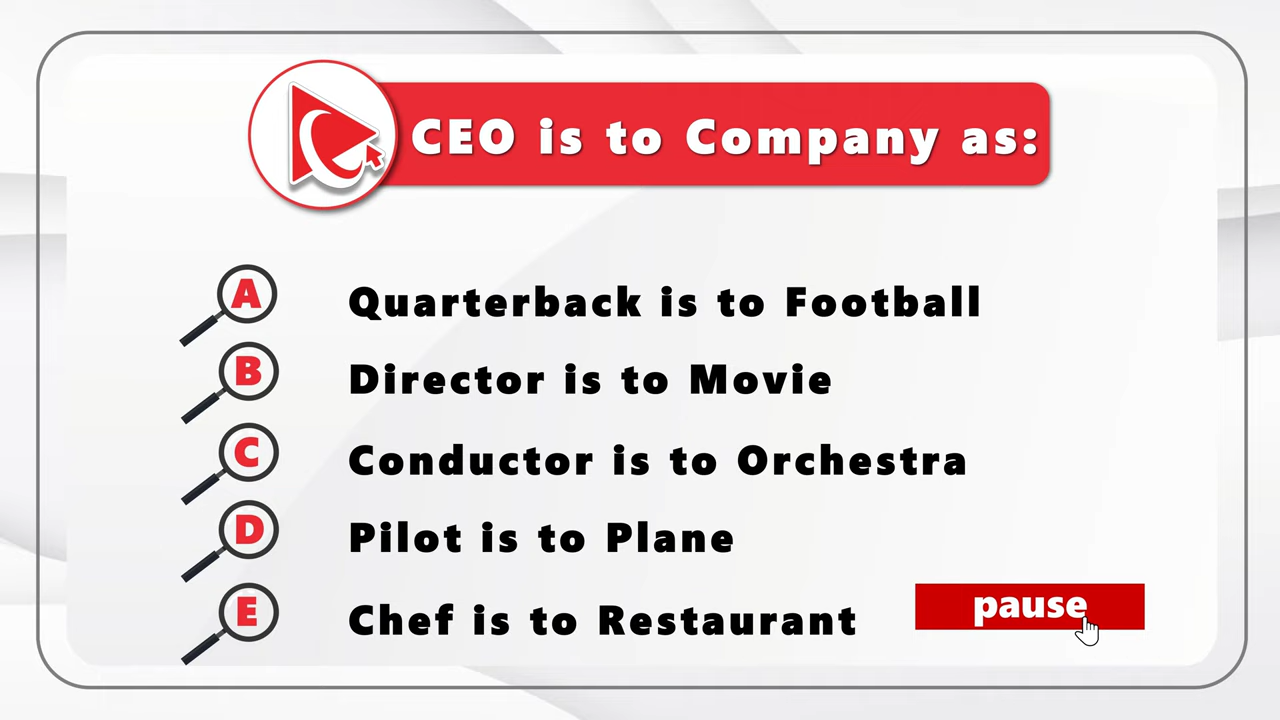 CEO is to Company as:
A Quarterback is to Football
B Director is to Movie
C Conductor is to Orchestra
D Pilot is to Plane
E Chef is to Restaurant
pause